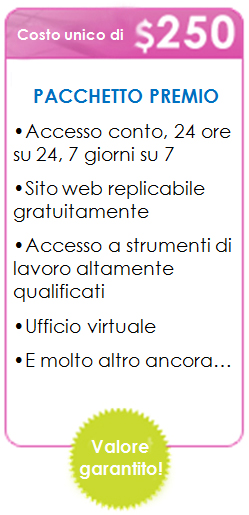 Costo unico di $250
PACCHETTO PREMIO
•Accesso conto, 24 ore
su 24, 7 giorni su 7
•Sito web replicabile
gratuitamente
•Accesso a strumenti di
lavoro altamente
qualificati
•Ufficio virtuale
•E molto altro ancora...
Valore
garantito!